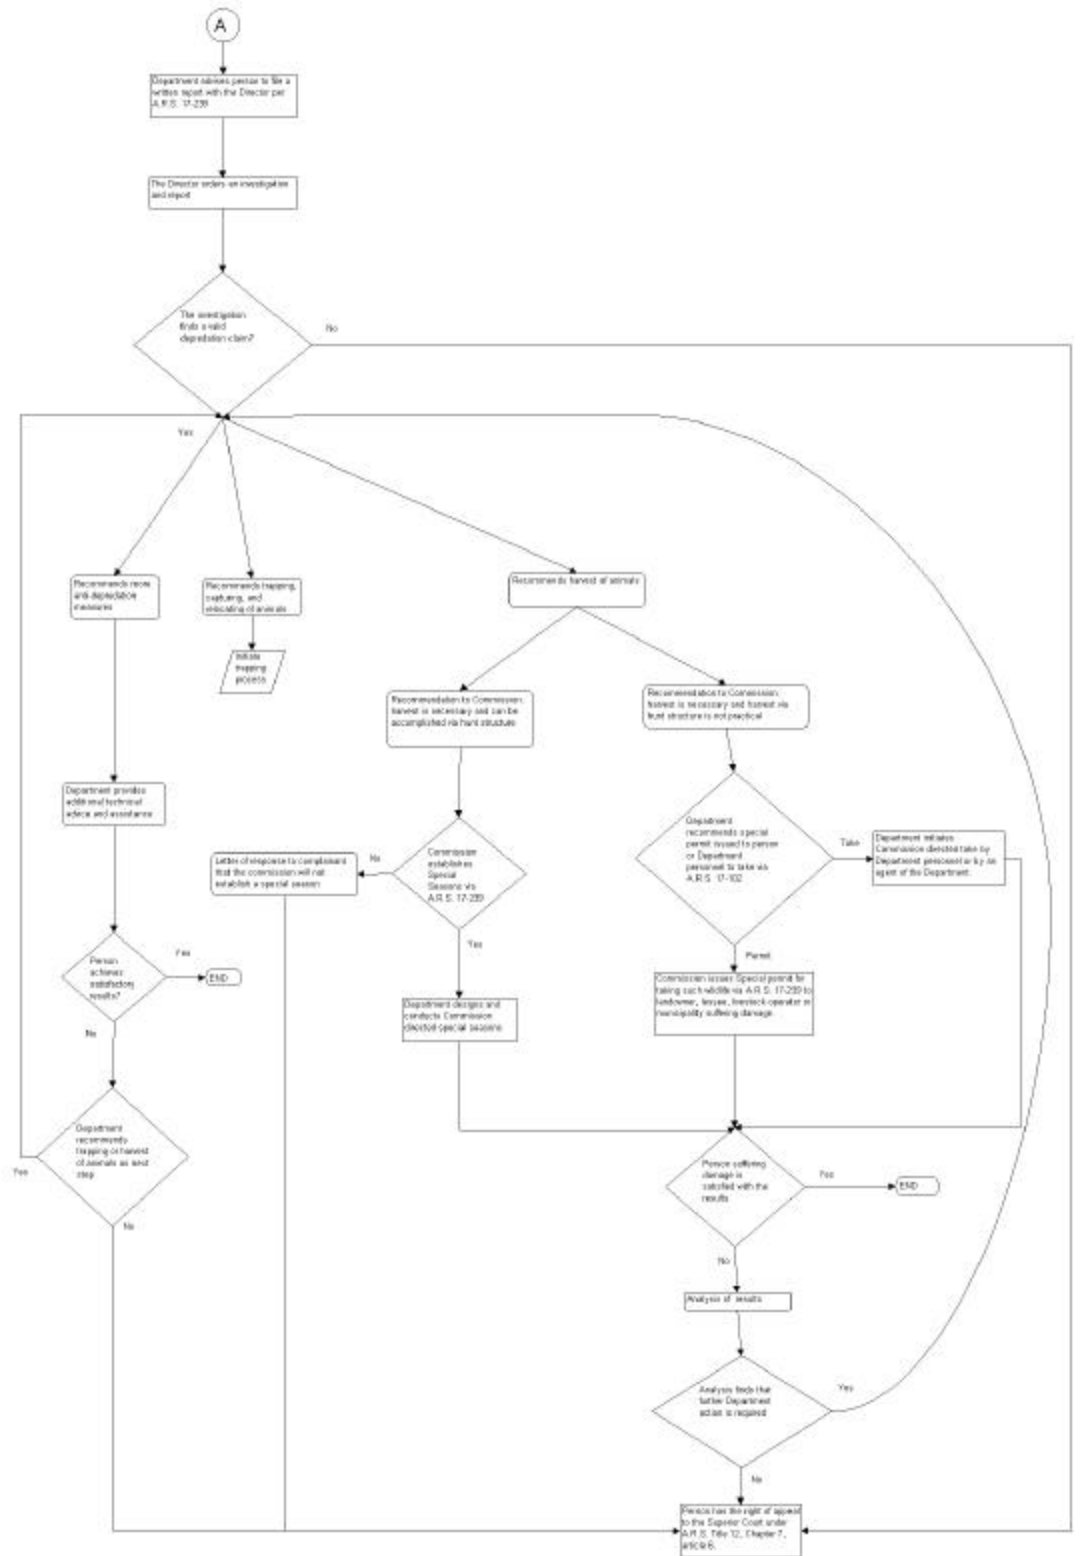 A
Department advises person to file a
written report with the Director per
A.R.S. 17-239
The Director orders an investigation
and report
The investigation
finds a valid
depredation claim?
No
Yes
Recommends more
anti-depredation
measures
Recommends trapping,
capturing, and
relocating of animals
Recommends harvest of animals
Initiate
trapping
process
Recommendation to Commission:
harvest is necessary and can be
accomplished via hunt structure
Recommendation to Commission:
harvest is necessary and harvest via
hunt structure is not practical
Department provides
additional technical
advice and assistance
Letter of response to complainant
that the commission will not
establish a special season
No
Commission
establishes
Special
Seasons via
A.R.S. 17-239
Department
recommends special
permit issued to person
or Department
personnel to take via
A.R.S. 17-102
Take
Department initiates
Commission directed take by
Department personnel or by an
agent of the Department.
Yes
Permit
Person
achieves
satisfactory
results?
Yes
END
Department designs and
conducts Commission
directed special seasons
Commission issues Special permit for
taking such wildlife via A.R.S. 17-239 to
landowner, lessee, livestock operator or
municipality suffering damage.
No
Department
recommends
trapping or harvest
of animals as next
step
Yes
No
Person suffering
damage is
satisfied with the
results
Yes
END
No
Analysis of results
Analysis finds that
further Department
action is required
Yes
No
Person has the right of appeal
to the Superior Court under
A.R.S. Title 12, Chapter 7,
article 6.